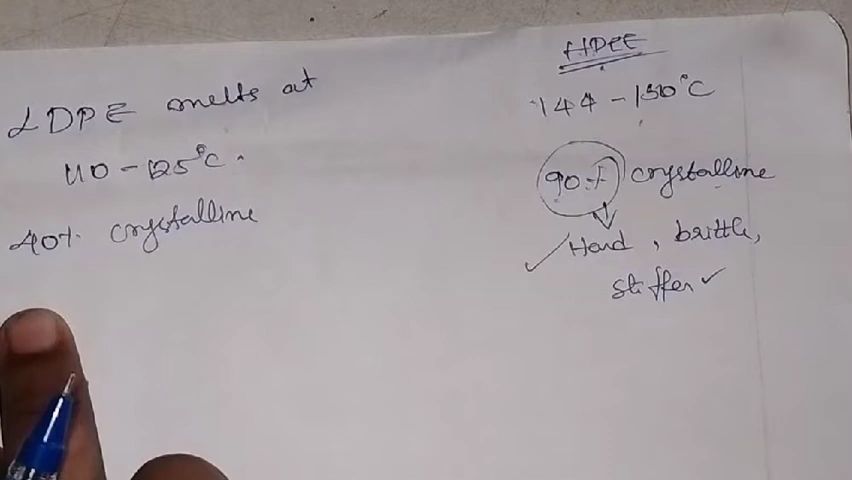 LDPE melts at
110-125°C.
40% crystalline
HDPE
144-150°C
90% crystalline
Hard, brittle,
stiffer